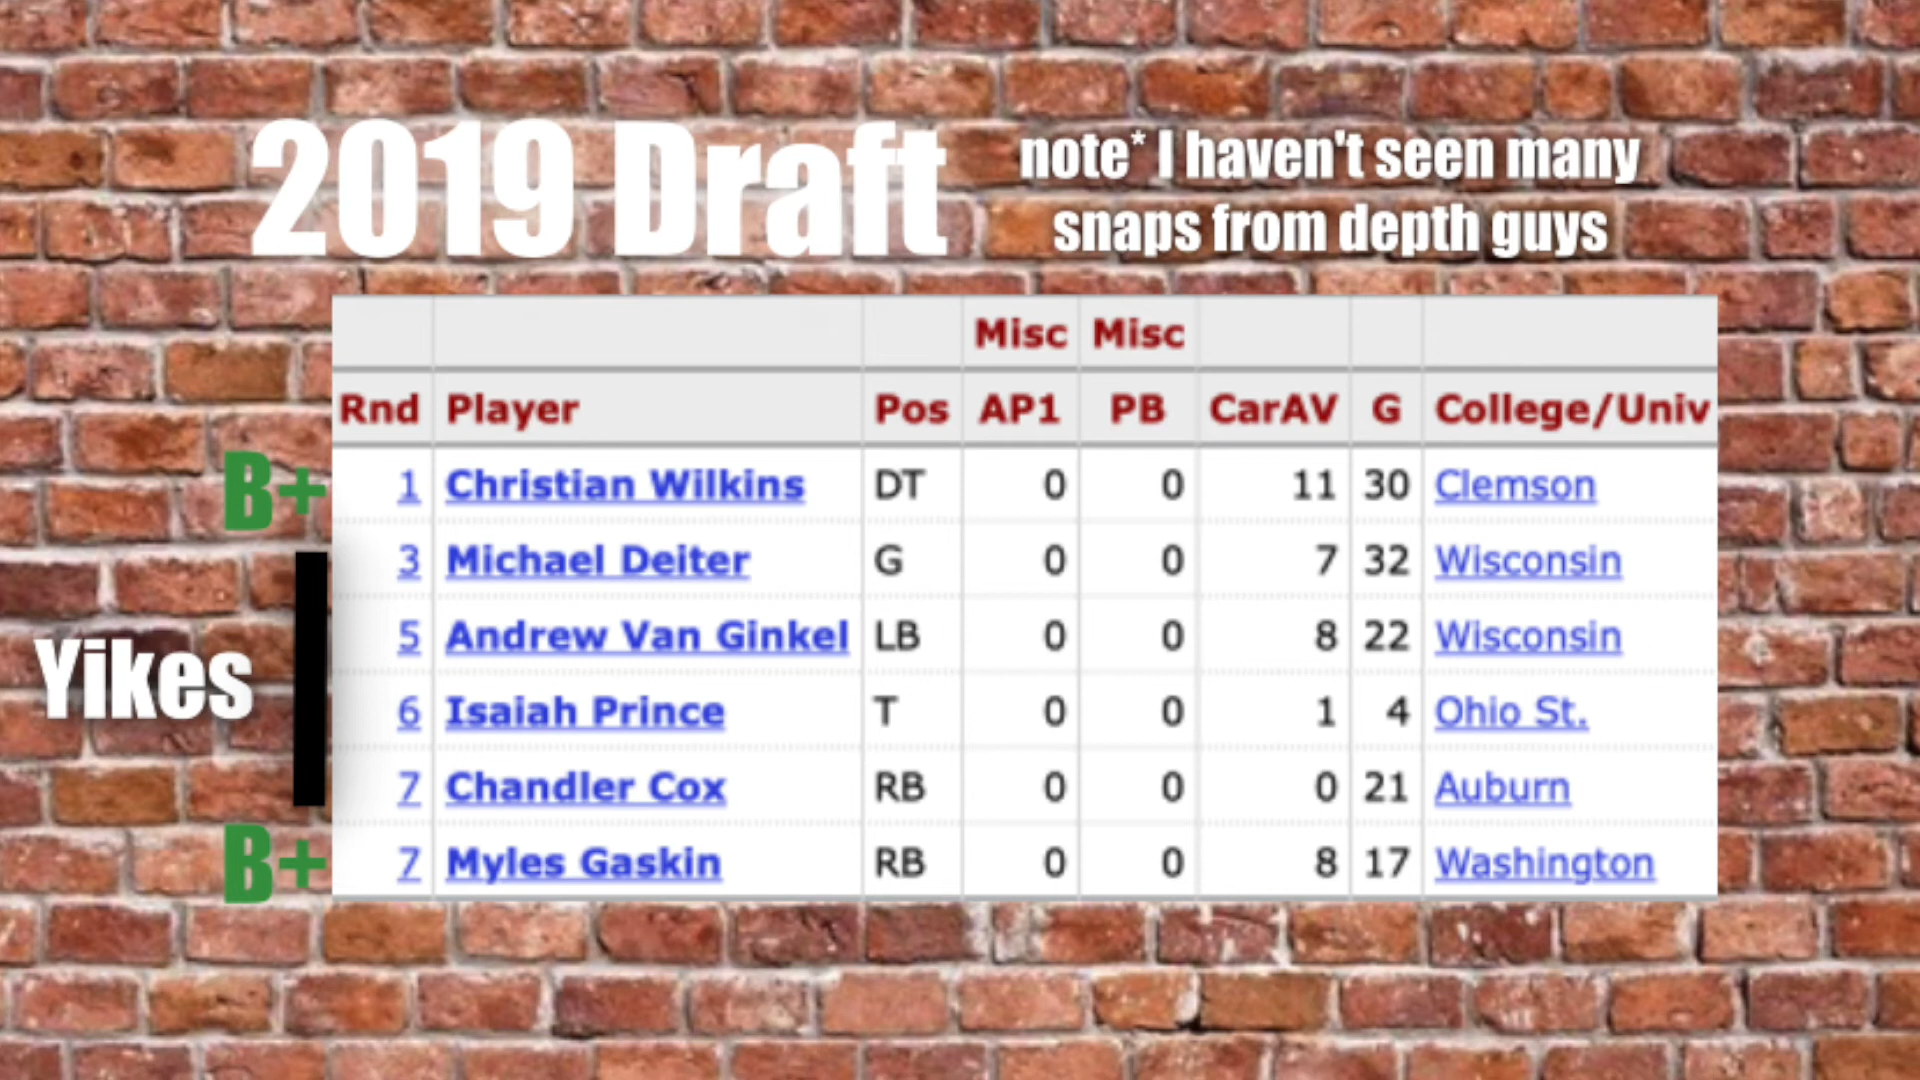 2019 Draft
note* I haven't seen many
snaps from depth guys
Misc Misc
Rnd Player Pos AP1 PB CarAV G College/Univ
B+ 1 Christian Wilkins DT 0 0 11 30 Clemson
3 Michael Deiter G 0 0 7 32 Wisconsin
Yikes 5 Andrew Van Ginkel LB 0 0 8 22 Wisconsin
6 Isaiah Prince T 0 0 1 4 Ohio St.
7 Chandler Cox RB 0 0 0 21 Auburn
B+ 7 Myles Gaskin RB 0 0 8 17 Washington